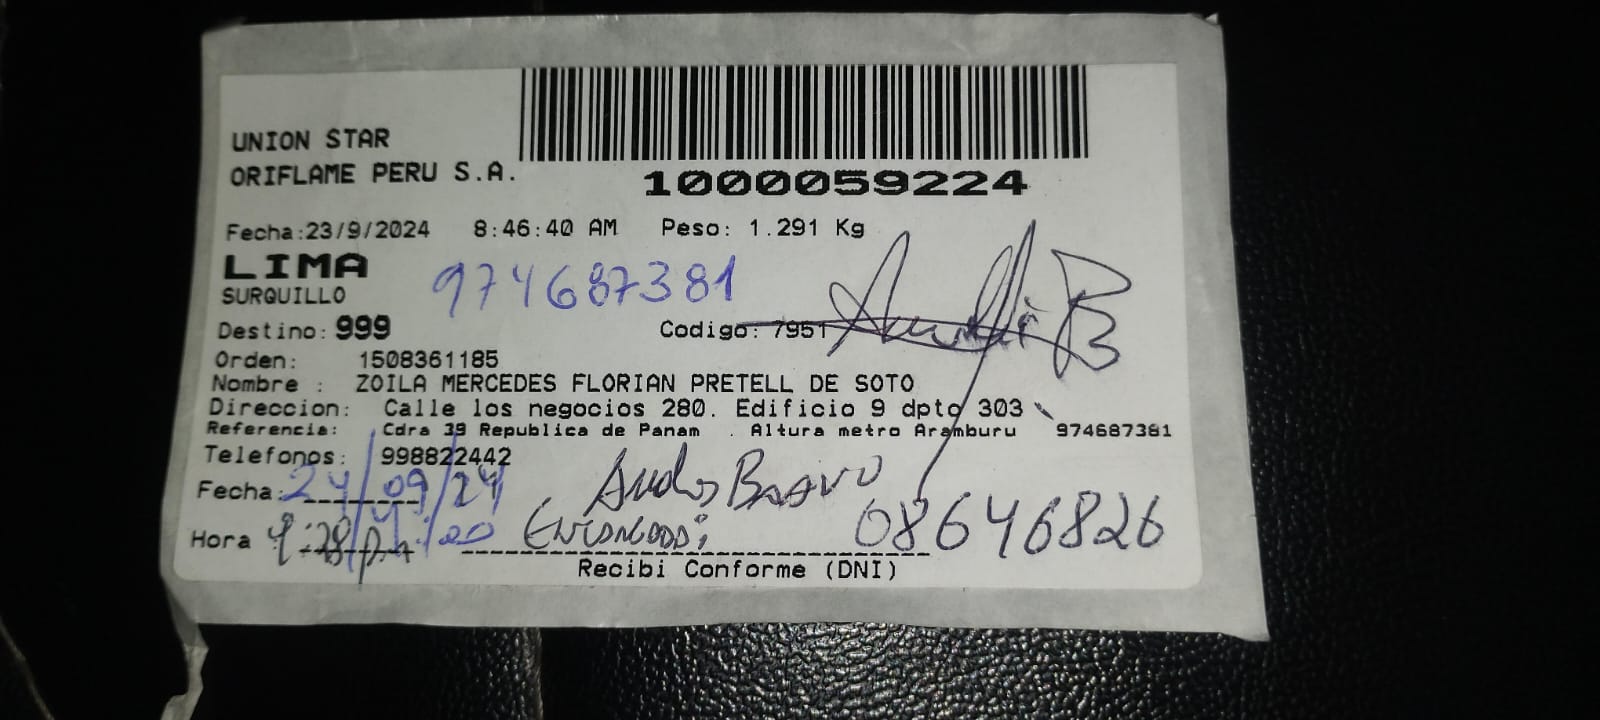 UNION STAR
ORIFLAME PERU S.A.
1000059224
Fecha:23/9/2024 8:46:40 AM Peso: 1.291 Kg
LIMA 974687381
SURQUILLO
Destino: 999 Codigo: 7951
Orden: 1508361185
Nombre : ZOILA MERCEDES FLORIAN PRETELL DE SOTO
Direccion: Calle los negocios 280. Edificio 9 dpto 303
Referencia: Cdra 39 Republica de Panam . Altura metro Aramburu 974687381
Telefonos: 998822442
Fecha: 24/09/24 Bravo
Hora 08646826
Recibi Conforme (DNI)